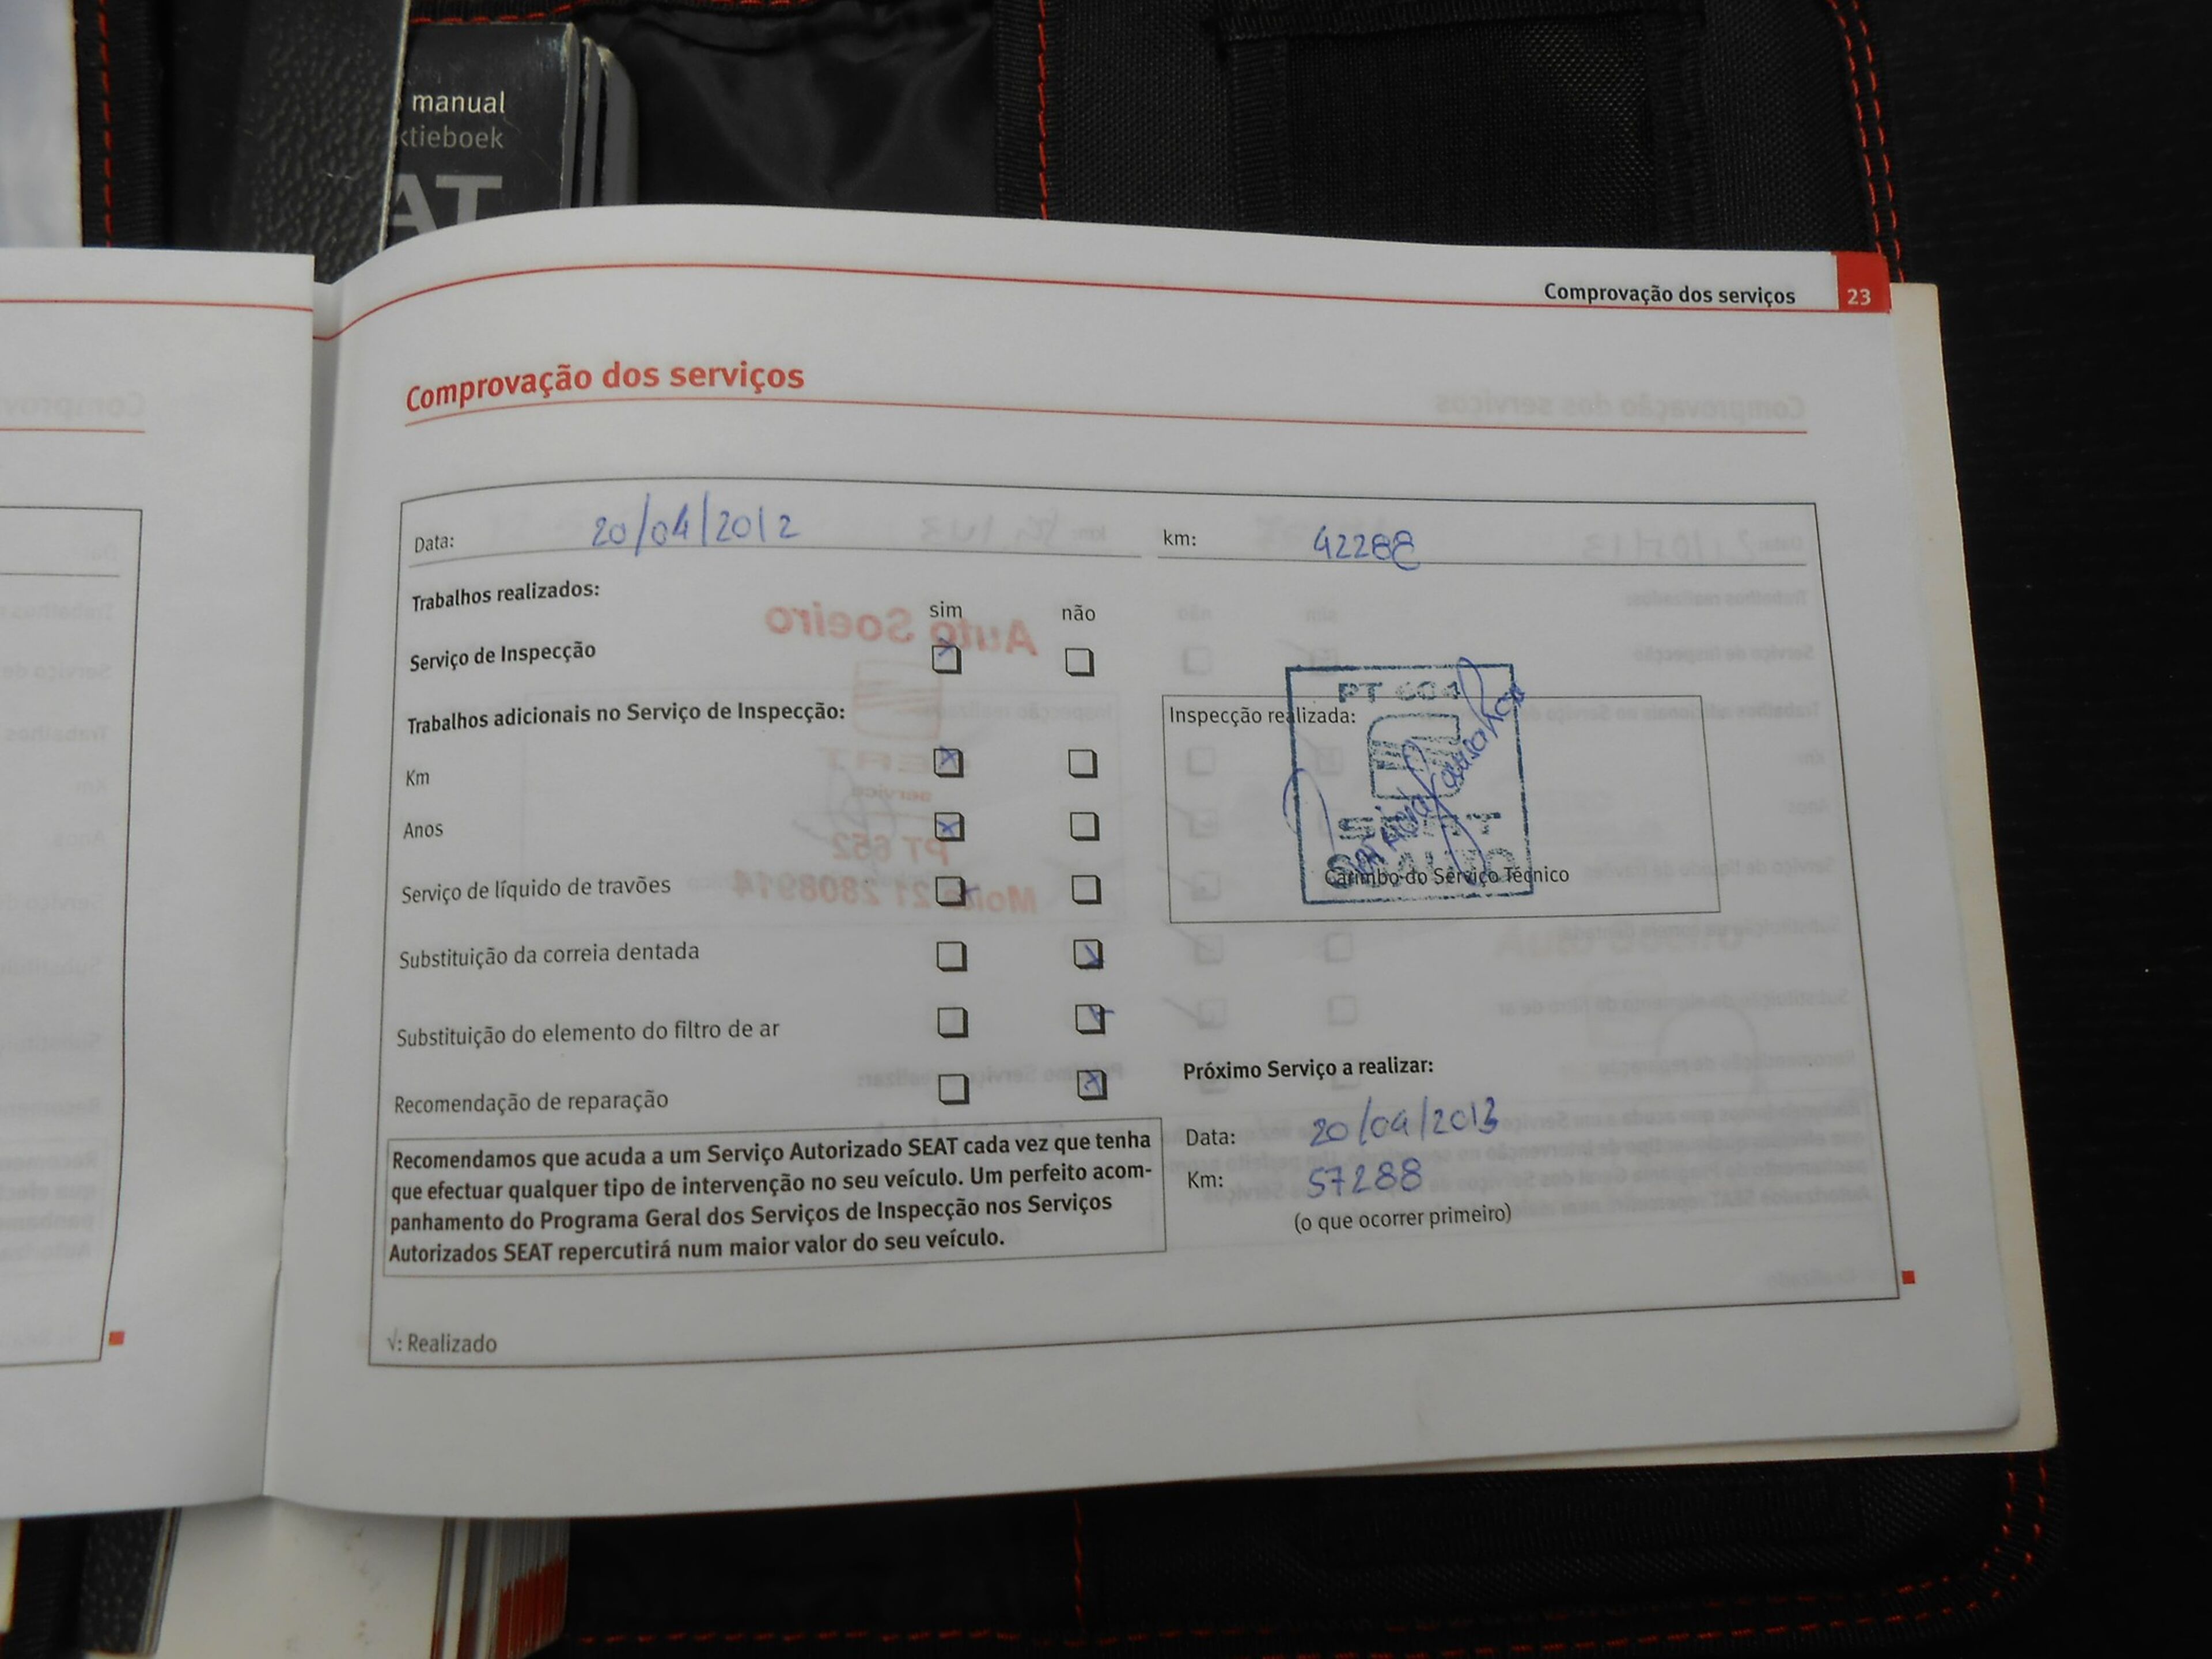 manual
ktieboek
AT
Comprovação dos serviços 23
Comprovação dos serviços
Data: 20/04/2012 km: 42288
Trabalhos realizados:
sim não
Serviço de Inspecção
Trabalhos adicionais no Serviço de Inspecção:
Km
Anos
Serviço de líquido de travões
Substituição da correia dentada
Substituição do elemento do filtro de ar
Recomendação de reparação
Inspecção realizada:
PT 604
SEAT
Carimbo do Serviço Técnico
Próximo Serviço a realizar:
Data: 20/04/2013
Km: 57288
(o que ocorrer primeiro)
Recomendamos que acuda a um Serviço Autorizado SEAT cada vez que tenha
que efectuar qualquer tipo de intervenção no seu veículo. Um perfeito acom-
panhamento do Programa Geral dos Serviços de Inspecção nos Serviços
Autorizados SEAT repercutirá num maior valor do seu veículo.
√: Realizado